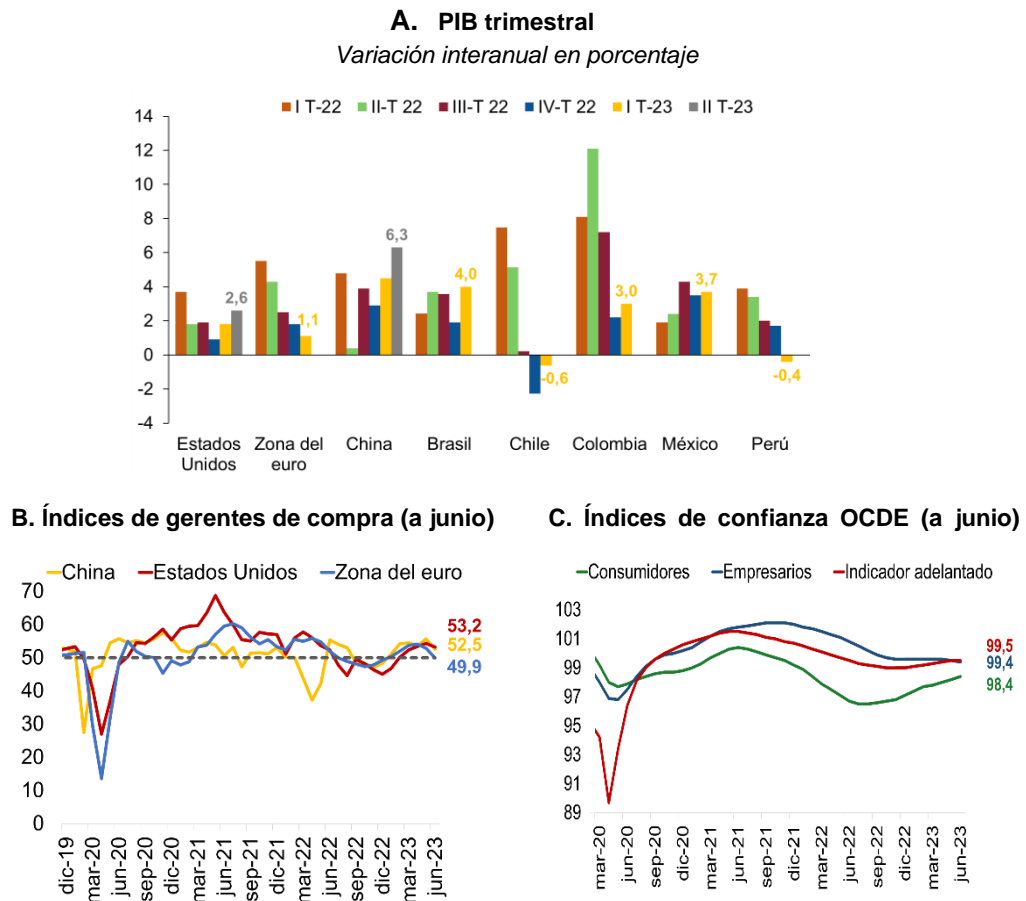 A. PIB trimestral
Variación interanual en porcentaje
I T-22 II-T 22 III-T 22 IV-T 22 I T-23 II T-23
14
12
10
8
6
4
2
0
-2
-4
2,6
1,1
6,3
4,0
-0,6
3,0
3,7
-0,4
Estados Unidos
Zona del euro
China
Brasil
Chile
Colombia
México
Perú
B. Índices de gerentes de compra (a junio)
China Estados Unidos Zona del euro
70
60
50
40
30
20
10
0
53,2
52,5
49,9
dic-19
mar-20
jun-20
sep-20
dic-20
mar-21
jun-21
sep-21
dic-21
mar-22
jun-22
sep-22
dic-22
mar-23
jun-23
C. Índices de confianza OCDE (a junio)
Consumidores Empresarios Indicador adelantado
103
101
99
97
95
93
91
89
99,5
99,4
98,4
mar-20
jun-20
sep-20
dic-20
mar-21
jun-21
sep-21
dic-21
mar-22
jun-22
sep-22
dic-22
mar-23
jun-23